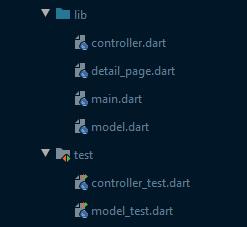 lib
controller.dart
detail_page.dart
main.dart
model.dart
test
controller_test.dart
model_test.dart